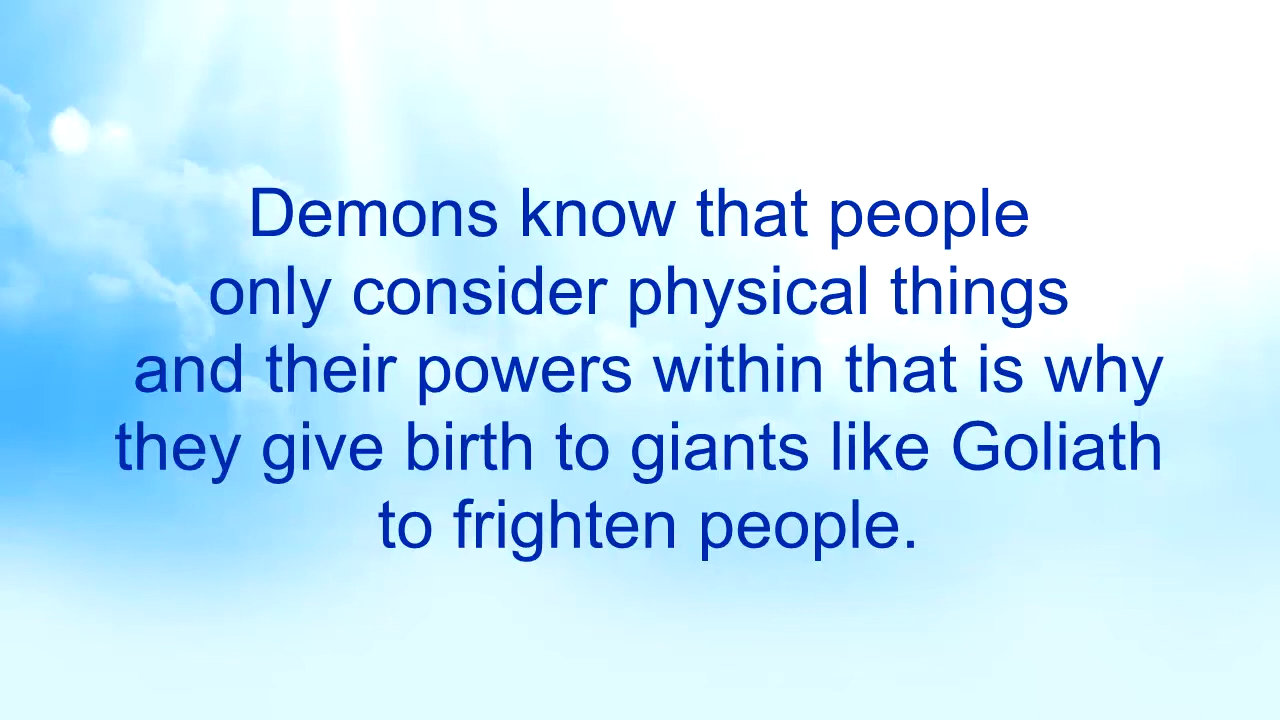 Demons know that people
only consider physical things
and their powers within that is why
they give birth to giants like Goliath
to frighten people.